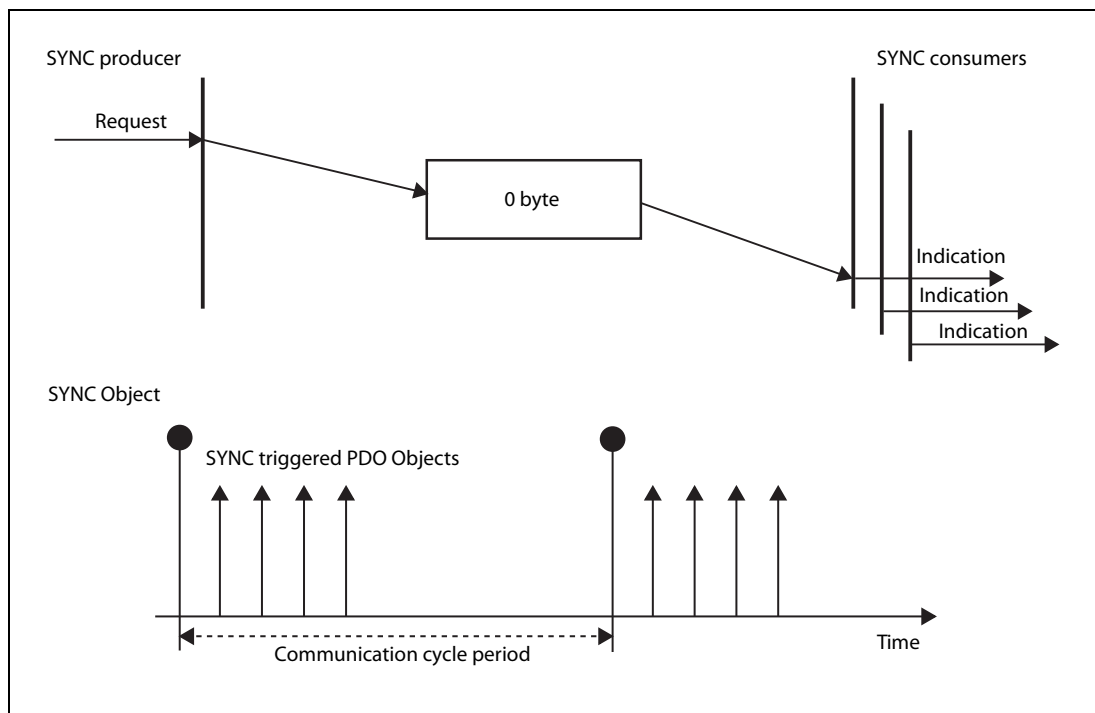 SYNC producer
SYNC consumers
Request
0 byte
Indication
Indication
Indication
SYNC Object
SYNC triggered PDO Objects
Time
Communication cycle period